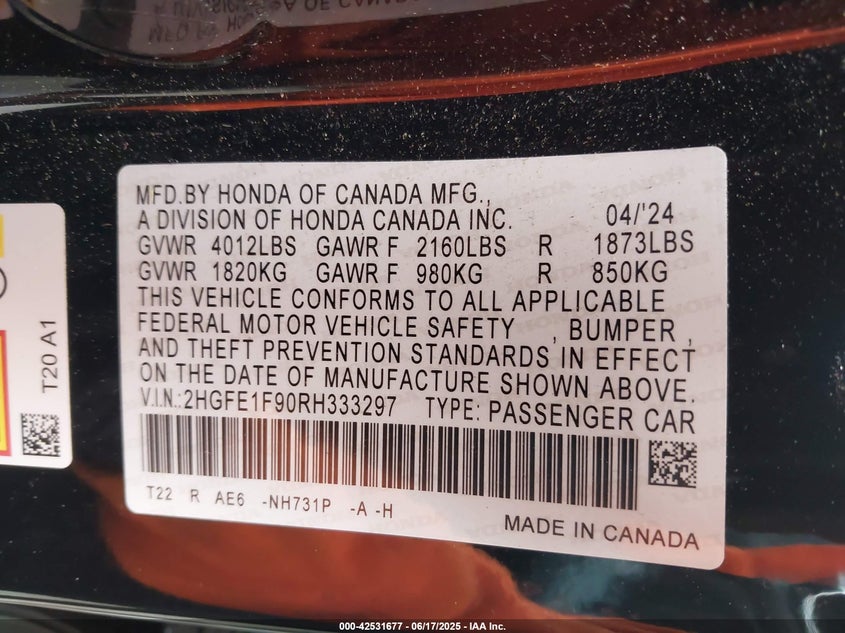 MFD.BY HONDA OF CANADA MFG.,
A DIVISION OF HONDA CANADA INC. 04/'24
GVWR 4012LBS GAWR F 2160LBS R 1873LBS
GVWR 1820KG GAWR F 980KG R 850KG
THIS VEHICLE CONFORMS TO ALL APPLICABLE
FEDERAL MOTOR VEHICLE SAFETY , BUMPER ,
AND THEFT PREVENTION STANDARDS IN EFFECT
ON THE DATE OF MANUFACTURE SHOWN ABOVE.
V.I.N.:2HGFE1F90RH333297 TYPE: PASSENGER CAR
T22 R AE6 -NH731P -A -H
MADE IN CANADA
T20 A1
000-42531677 - 06/17/2025 - IAA Inc.